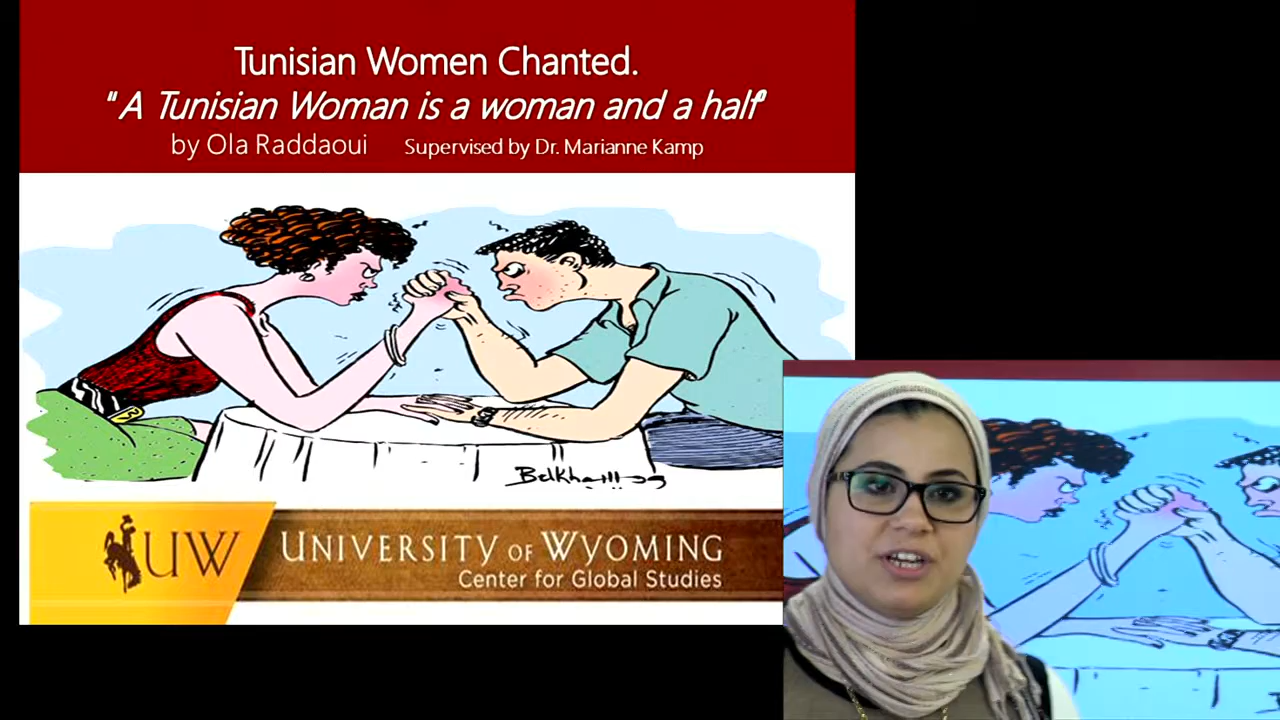 Tunisian Women Chanted.
"A Tunisian Woman is a woman and a half"
by Ola Raddaoui Supervised by Dr. Marianne Kamp
UW UNIVERSITY OF WYOMING
Center for Global Studies